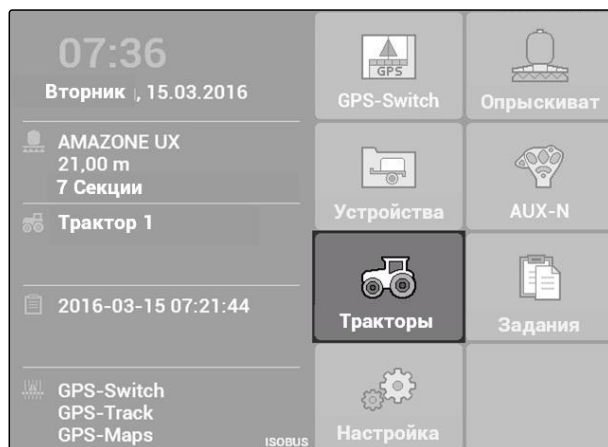 07:36
Вторник , 15.03.2016
AMAZONE UX
21,00 m
7 Секции
Трактор 1
2016-03-15 07:21:44
GPS-Switch
GPS-Track
GPS-Maps
ISOBUS
GPS
GPS-Switch
Опрыскиват
Устройства
AUX-N
Тракторы
Задания
Настройка